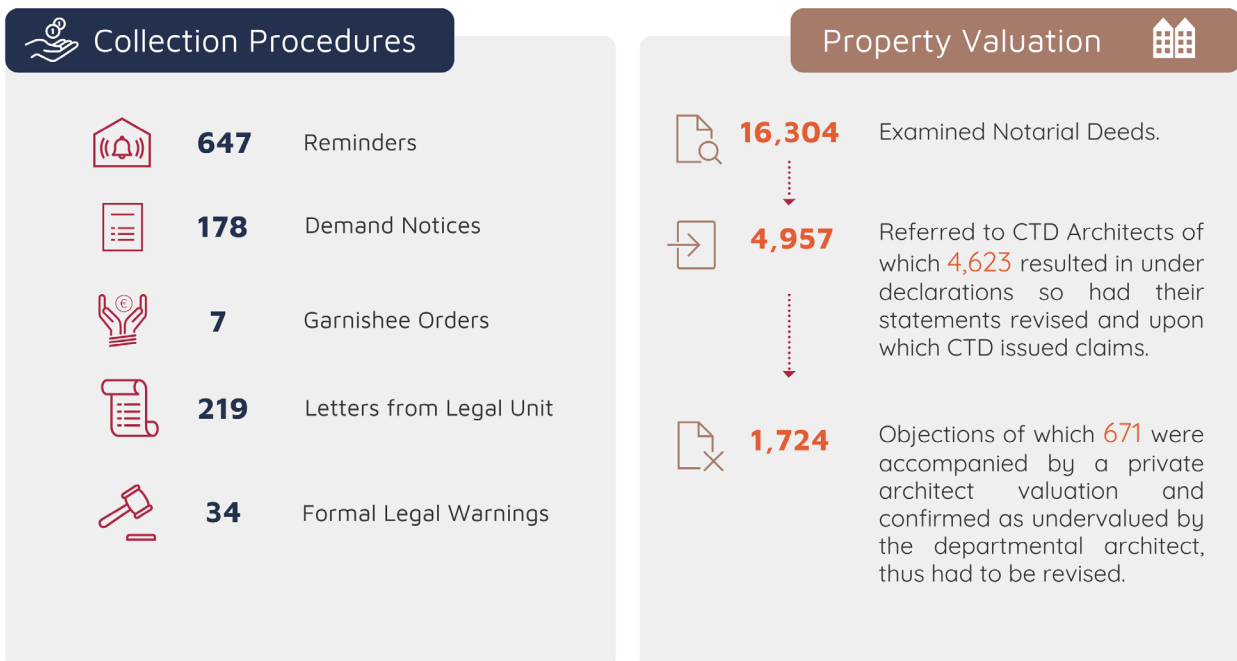 Collection Procedures
647 Reminders
178 Demand Notices
€
7 Garnishee Orders
219 Letters from Legal Unit
34 Formal Legal Warnings
Property Valuation
16,304 Examined Notarial Deeds.
4,957 Referred to CTD Architects of
which 4,623 resulted in under
declarations so had their
statements revised and upon
which CTD issued claims.
1,724 Objections of which 671 were
accompanied by a private
architect valuation and
confirmed as undervalued by
the departmental architect,
thus had to be revised.